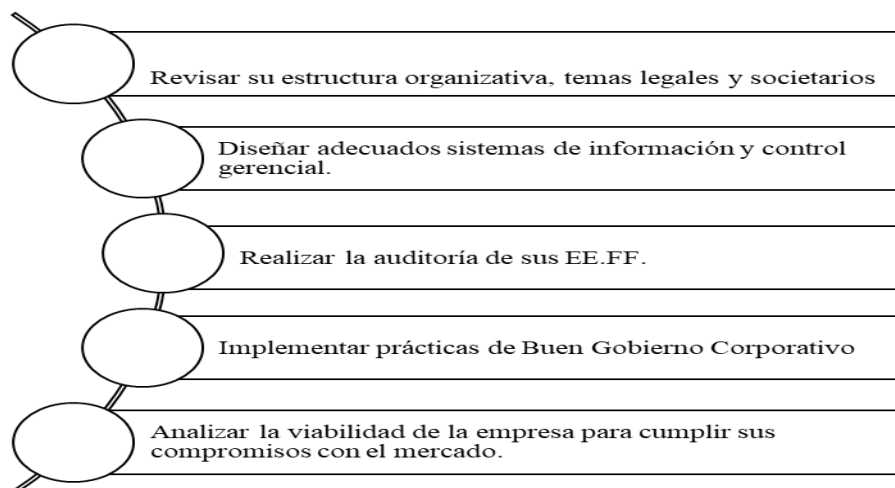 Revisar su estructura organizativa, temas legales y societarios
Diseñar adecuados sistemas de información y control
gerencial.
Realizar la auditoría de sus EE.FF.
Implementar prácticas de Buen Gobierno Corporativo
Analizar la viabilidad de la empresa para cumplir sus
compromisos con el mercado.